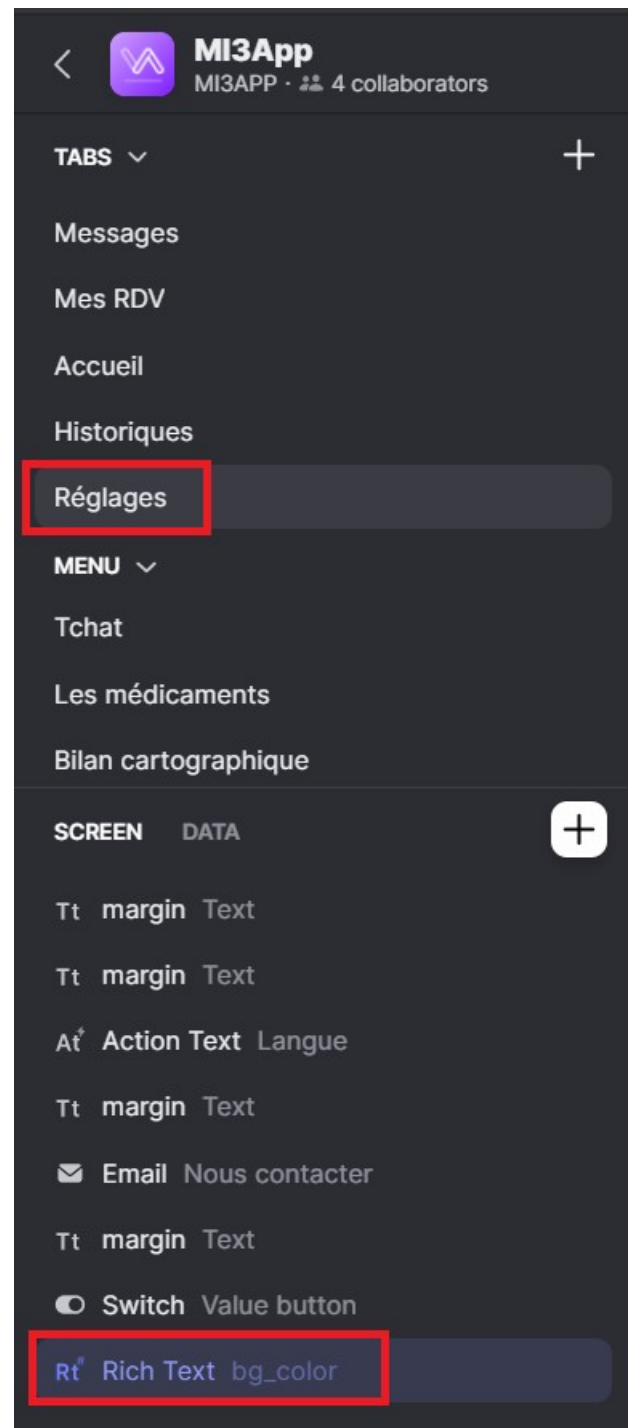 MI3App
MI3APP · 4 collaborators
TABS
Messages
Mes RDV
Accueil
Historiques
Réglages
MENU
Tchat
Les médicaments
Bilan cartographique
SCREEN DATA
Tt margin Text
Tt margin Text
At Action Text Langue
Tt margin Text
Email Nous contacter
Tt margin Text
Switch Value button
Rt" Rich Text bg_color